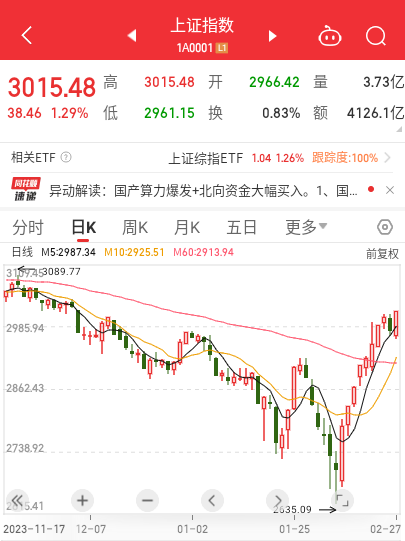 上证指数
1A0001 L1
3015.48 高 3015.48 开 2966.42 量 3.73亿
38.46 1.29% 低 2961.15 换 0.83% 额 4126.1亿
相关ETF ? 上证综指ETF 1.04 1.26% 跟踪度:100%
同花顺速递 异动解读：国产算力爆发+北向资金大幅买入。1、国...
分时 日K 周K 月K 五日 更多
日线 M5:2987.34 M10:2925.51 M60:2913.94 前复权
3089.77
2985.94
2862.43
2738.92
2635.09
2023-11-17 12-07 01-02 01-25 02-27